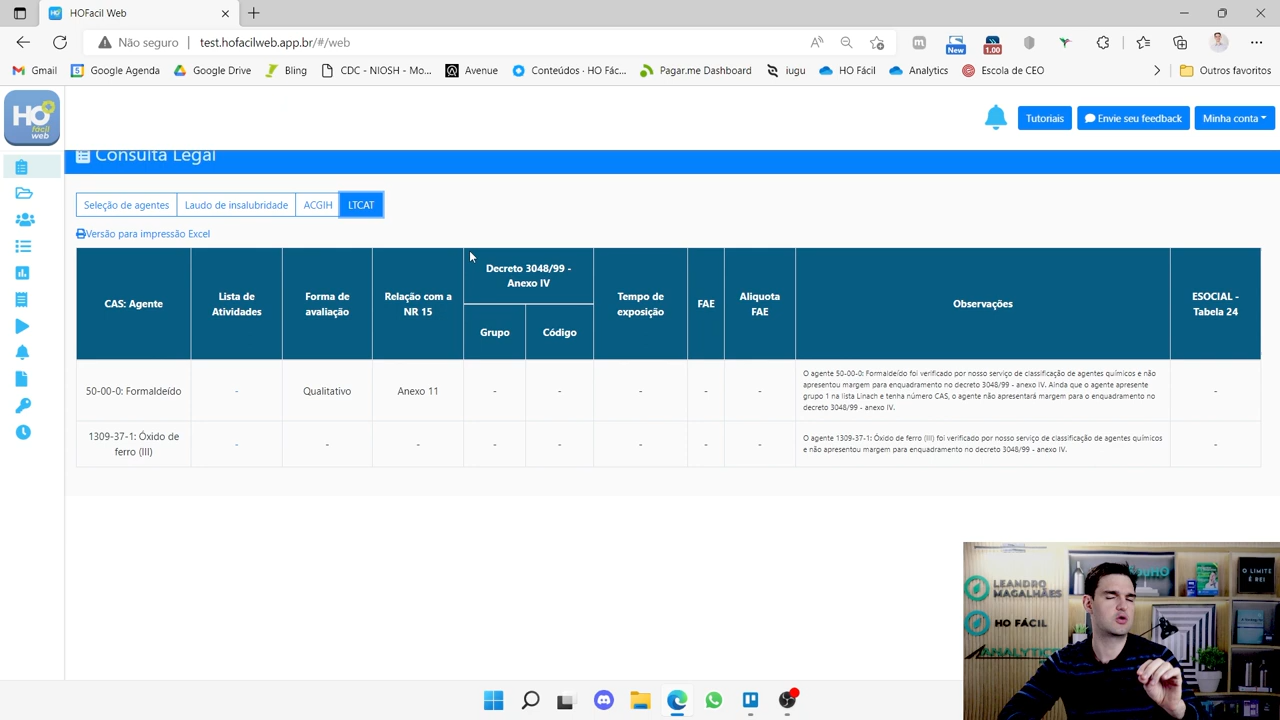 HOFacil Web
Não seguro
test.hofacilweb.app.br/#/web
New
1.00
Gmail
Google Agenda
Google Drive
Bling
CDC - NIOSH - Mo...
Avenue
Conteúdos · HO Fác...
Pagar.me Dashboard
iugu
HO Fácil
Analytics
Escola de CEO
Outros favoritos
HO
fácil
web
Tutoriais
Envie seu feedback
Minha conta
Consulta Legal
Seleção de agentes
Laudo de insalubridade
ACGIH
LTCAT
Versão para impressão Excel
CAS: Agente
Lista de
Atividades
Forma de
avaliação
Relação com a
NR 15
Decreto 3048/99 -
Anexo IV
Grupo
Código
Tempo de
exposição
FAE
Aliquota
FAE
Observações
ESOCIAL -
Tabela 24
50-00-0: Formaldeído
-
Qualitativo
Anexo 11
-
-
-
-
-
O agente 50-00-0: Formaldeído foi verificado por nosso serviço de classificação de agentes químicos e não
apresentou margem para enquadramento no decreto 3048/99 - anexo IV. Ainda que o agente apresente
grupo 1 na lista Linach e tenha número CAS, o agente não apresentará margem para o enquadramento no
decreto 3048/99 - anexo IV.
-
1309-37-1: Óxido de
ferro (III)
-
-
-
-
-
-
-
-
O agente 1309-37-1: Óxido de ferro (III) foi verificado por nosso serviço de classificação de agentes químicos
e não apresentou margem para enquadramento no decreto 3048/99 - anexo IV.
-
LEANDRO
MAGALHÃES
HO FÁCIL
ANALYTICS
O LIMITE
É REI